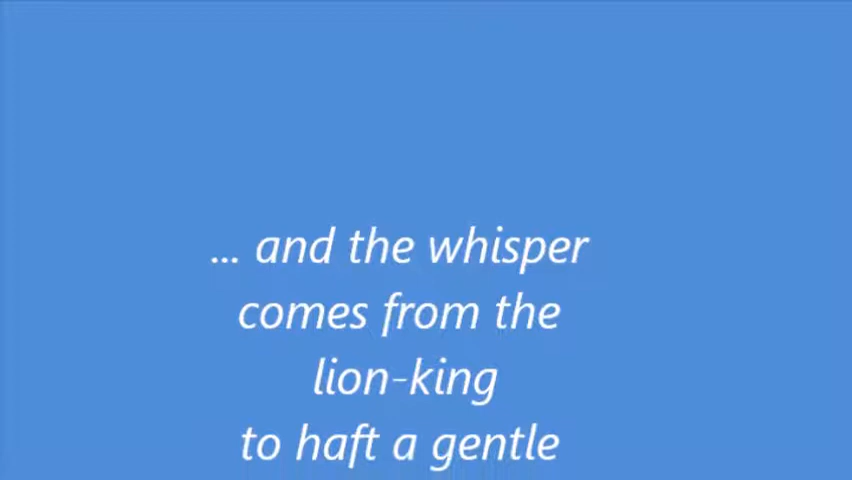 ... and the whisper
comes from the
lion-king
to haft a gentle